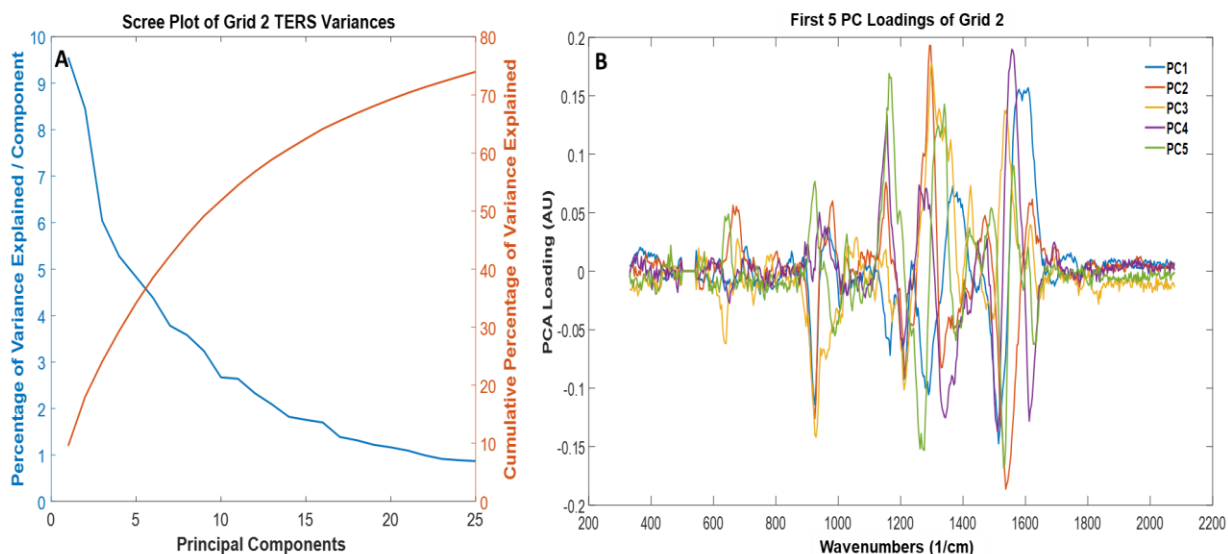 Scree Plot of Grid 2 TERS Variances
A
Percentage of Variance Explained / Component
10
9
8
7
6
5
4
3
2
1
0
Cumulative Percentage of Variance Explained
80
70
60
50
40
30
20
10
0
0 5 10 15 20 25
Principal Components
First 5 PC Loadings of Grid 2
B
PCA Loading (AU)
0.2
0.15
0.1
0.05
0
-0.05
-0.1
-0.15
-0.2
PC1
PC2
PC3
PC4
PC5
200 400 600 800 1000 1200 1400 1600 1800 2000 2200
Wavenumbers (1/cm)